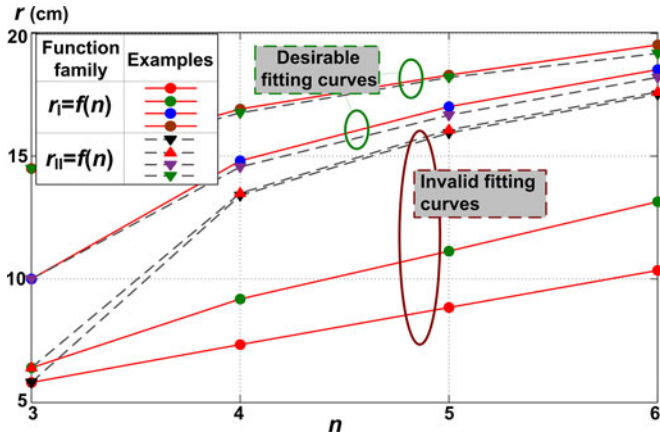 r (cm)
20
15
10
5
3
4
5
6
n
Function
family
Examples
rI=f(n)
rII=f(n)
Desirable
fitting curves
Invalid fitting
curves